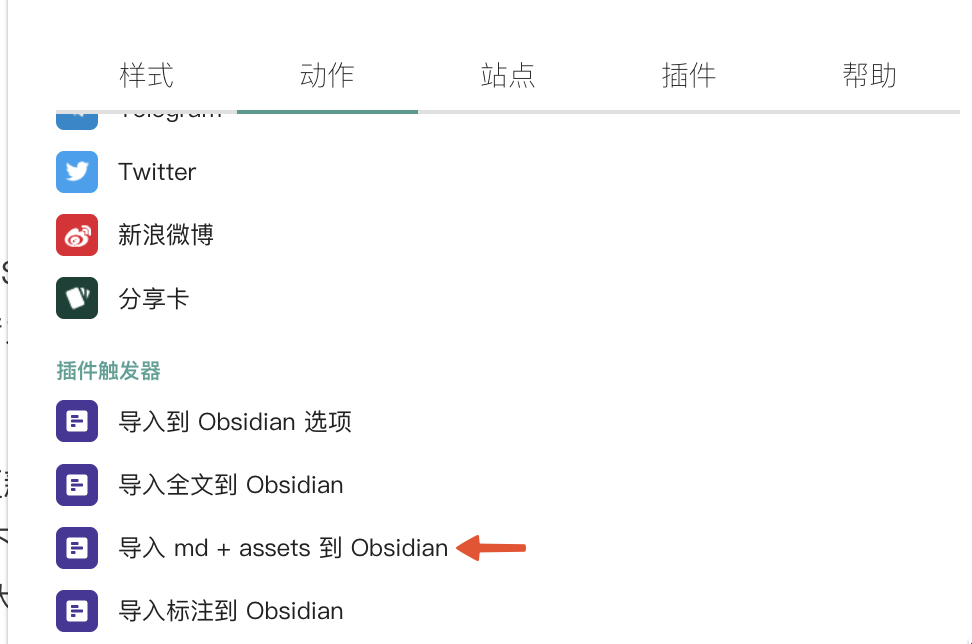 样式 动作 站点 插件 帮助
Telegram
Twitter
新浪微博
分享卡
插件触发器
导入到 Obsidian 选项
导入全文到 Obsidian
导入 md + assets 到 Obsidian
导入标注到 Obsidian